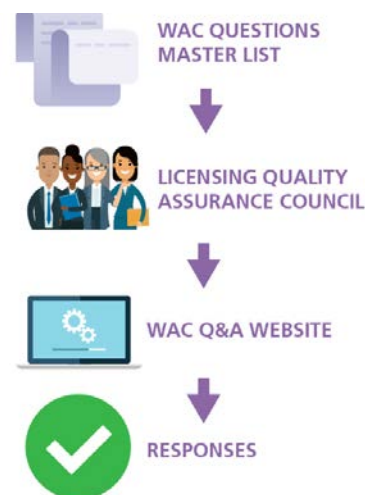 WAC QUESTIONS
MASTER LIST
LICENSING QUALITY
ASSURANCE COUNCIL
WAC Q&A WEBSITE
RESPONSES